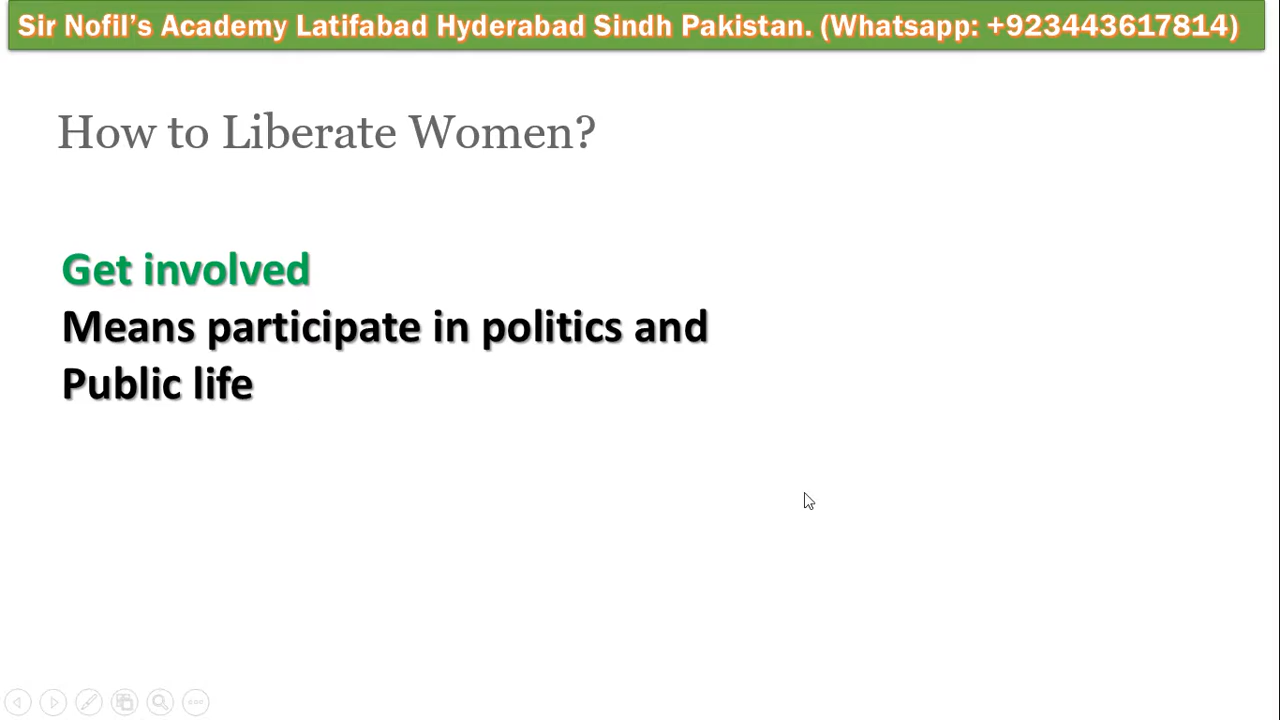 Sir Nofil’s Academy Latifabad Hyderabad Sindh Pakistan. (Whatsapp: +923443617814)
How to Liberate Women?
Get involved
Means participate in politics and
Public life